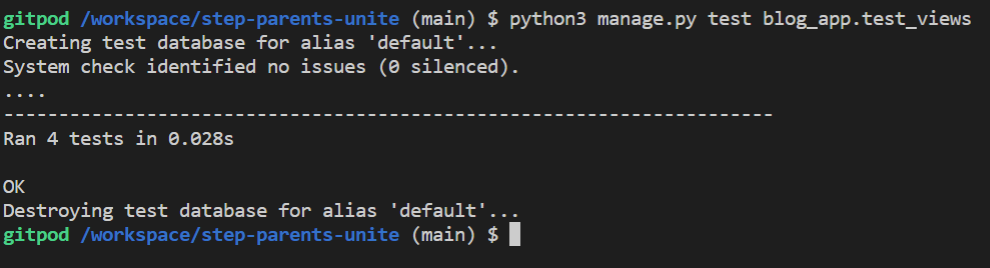 gitpod /workspace/step-parents-unite (main) $ python3 manage.py test blog_app.test_views
Creating test database for alias 'default'...
System check identified no issues (0 silenced).
....
----------------------------------------------------------------------
Ran 4 tests in 0.028s
OK
Destroying test database for alias 'default'...
gitpod /workspace/step-parents-unite (main) $